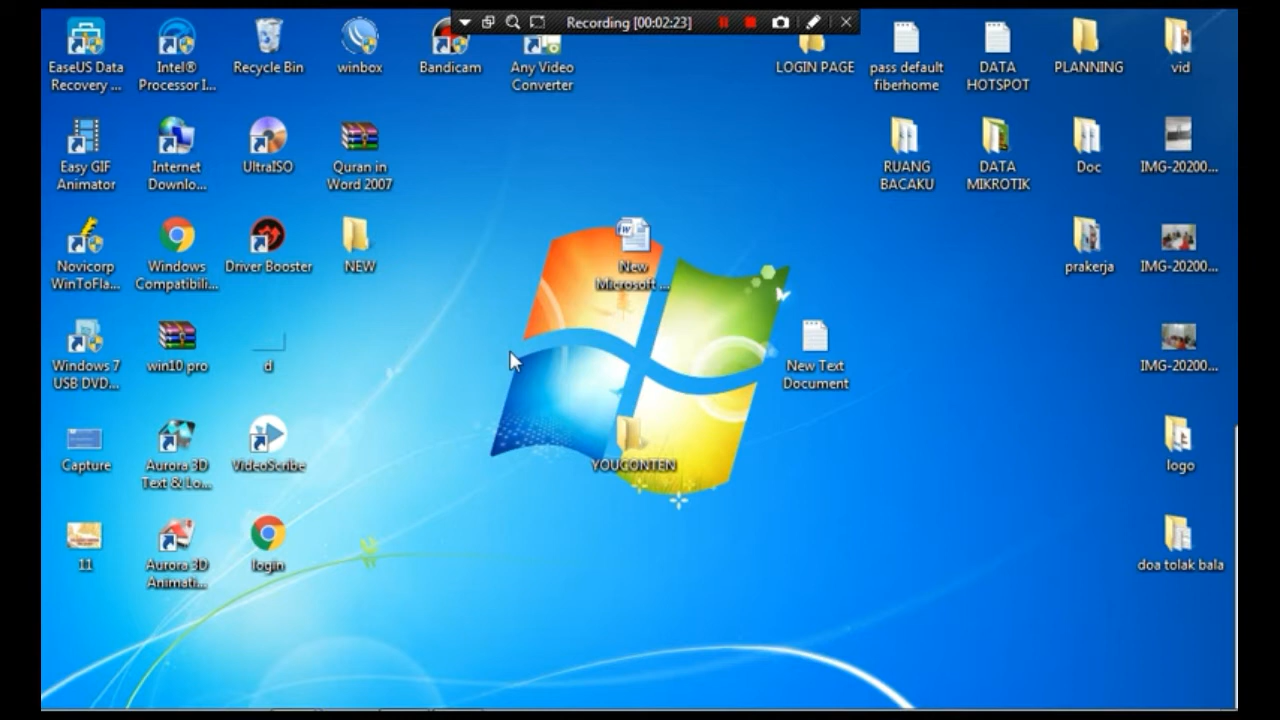 Recording [00:02:23]
EaseUS Data
Recovery ...
Intel®
Processor I...
Recycle Bin
winbox
Bandicam
Any Video
Converter
LOGIN PAGE
pass default
fiberhome
DATA
HOTSPOT
PLANNING
vid
Easy GIF
Animator
Internet
Downlo...
UltraISO
Quran in
Word 2007
RUANG
BACAKU
DATA
MIKROTIK
Doc
IMG-20200...
Novicorp
WinToFla...
Windows
Compatibili...
Driver Booster
NEW
New
Microsoft ...
prakerja
IMG-20200...
Windows 7
USB DVD...
win10 pro
d
New Text
Document
IMG-20200...
Capture
Aurora 3D
Text & Lo...
VideoScribe
YOUCONTEN
logo
11
Aurora 3D
Animati...
login
doa tolak bala